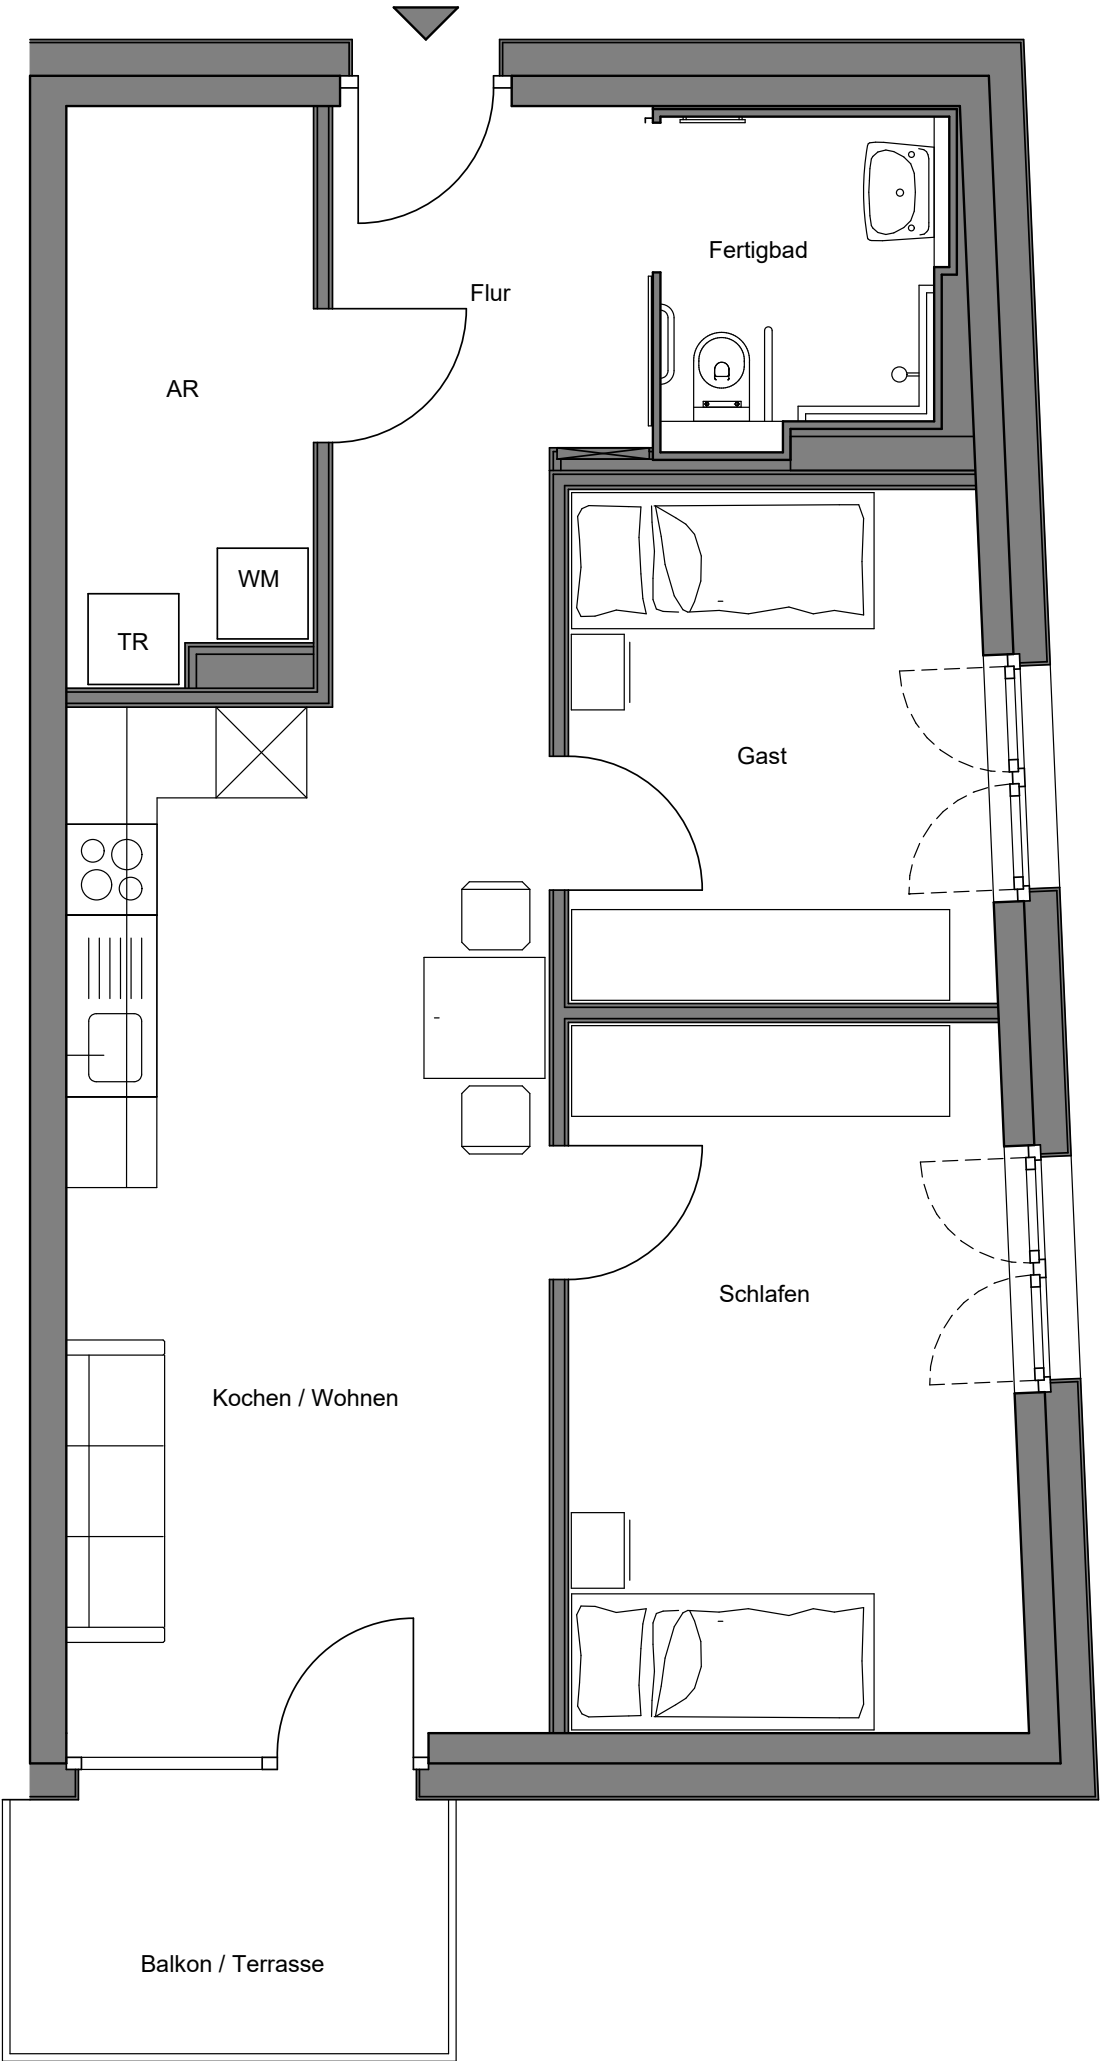 Fertigbad
Flur
AR
WM
TR
Gast
Schlafen
Kochen / Wohnen
Balkon / Terrasse